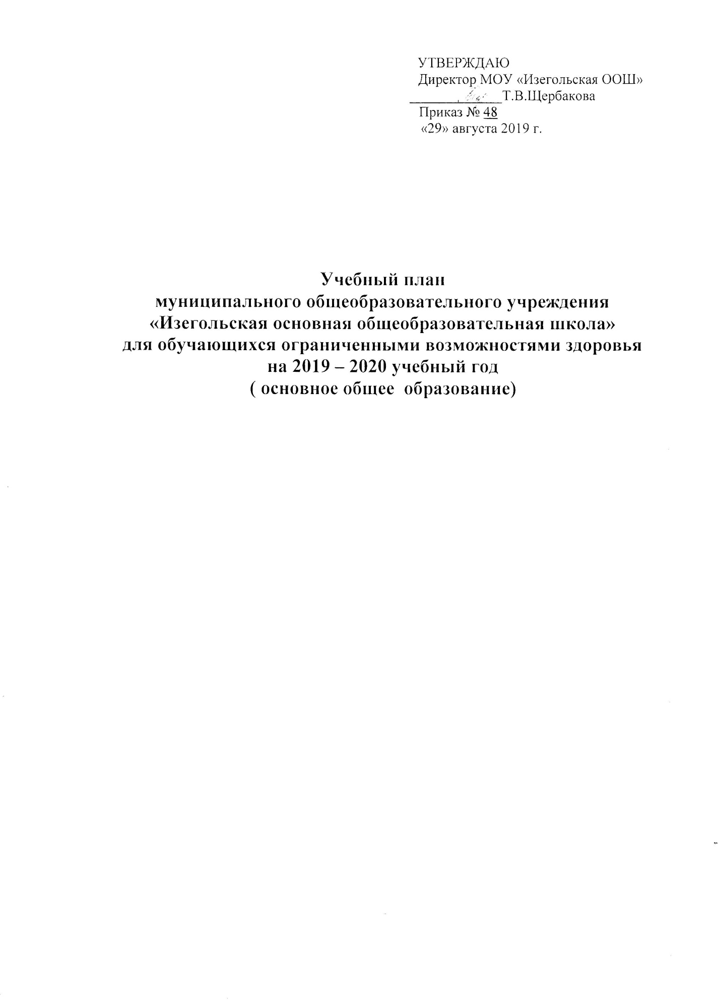 УТВЕРЖДАЮ
Директор МОУ «Изегольская ООШ»
____________Т.В.Щербакова
Приказ № 48
«29» августа 2019 г.
Учебный план
муниципального общеобразовательного учреждения
«Изегольская основная общеобразовательная школа»
для обучающихся ограниченными возможностями здоровья
на 2019 – 2020 учебный год
( основное общее  образование)